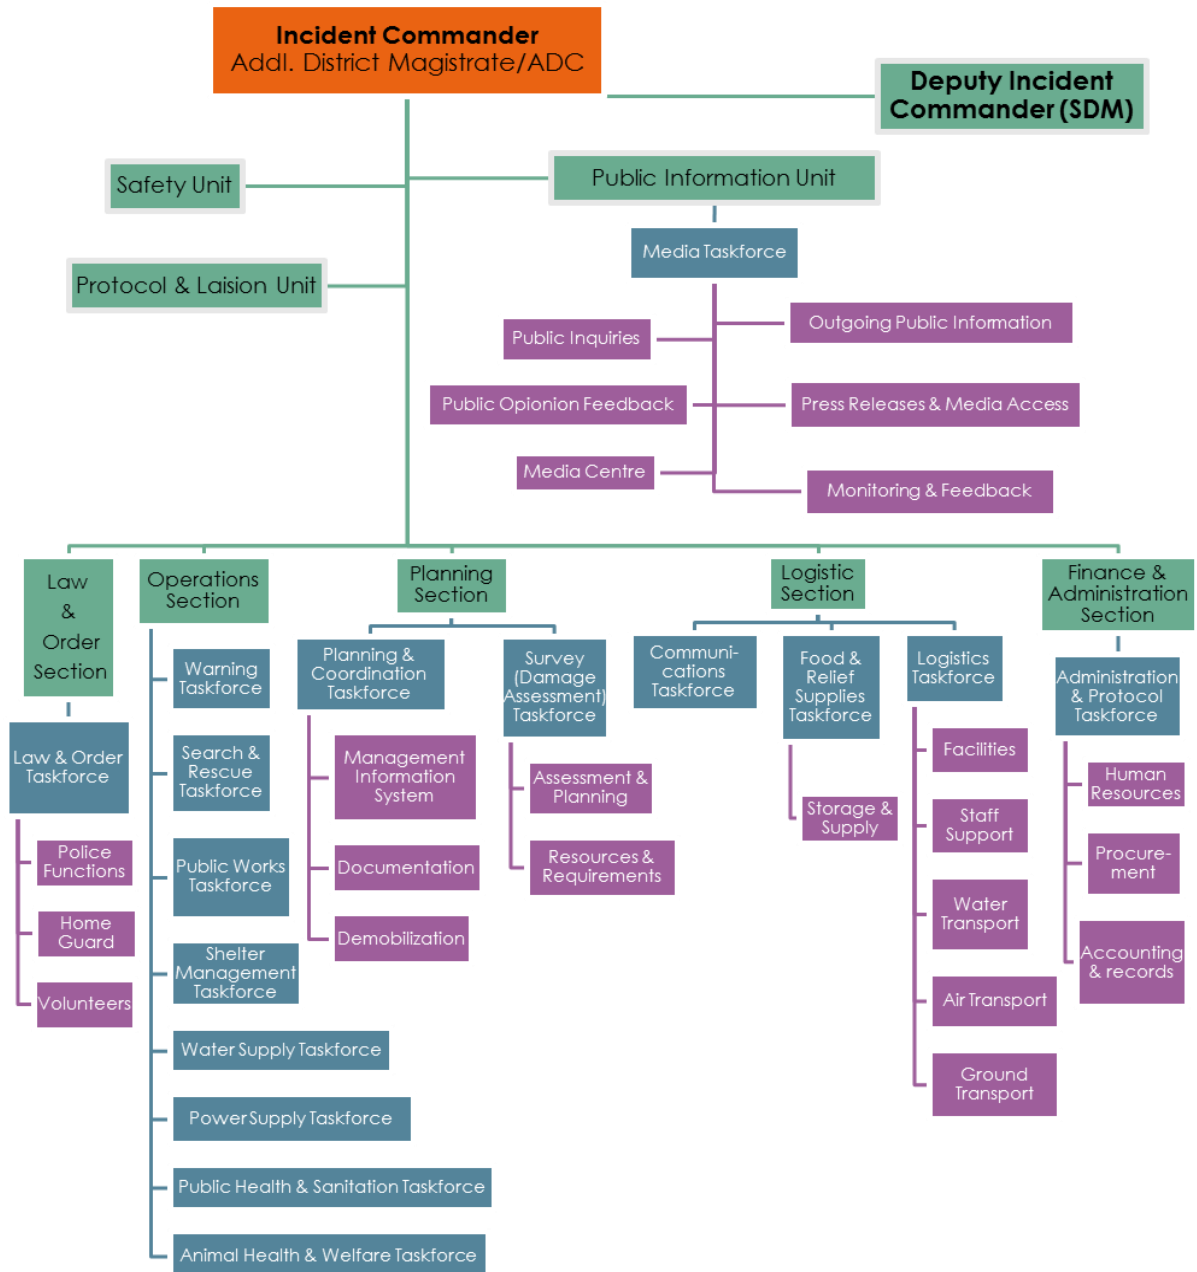 Incident Commander
Addl. District Magistrate/ADC
Deputy Incident
Commander (SDM)
Safety Unit
Public Information Unit
Media Taskforce
Protocol & Laision Unit
Outgoing Public Information
Public Inquiries
Public Opionion Feedback
Press Releases & Media Access
Media Centre
Monitoring & Feedback
Law
&
Order
Section
Operations
Section
Planning
Section
Logistic
Section
Finance &
Administration
Section
Law & Order
Taskforce
Police
Functions
Home
Guard
Volunteers
Warning
Taskforce
Search &
Rescue
Taskforce
Public Works
Taskforce
Shelter
Management
Taskforce
Water Supply Taskforce
Power Supply Taskforce
Public Health & Sanitation Taskforce
Animal Health & Welfare Taskforce
Planning &
Coordination
Taskforce
Management
Information
System
Documentation
Demobilization
Survey
(Damage
Assessment)
Taskforce
Assessment &
Planning
Resources &
Requirements
Communi-
cations
Taskforce
Food &
Relief
Supplies
Taskforce
Storage &
Supply
Logistics
Taskforce
Facilities
Staff
Support
Water
Transport
Air Transport
Ground
Transport
Administration
& Protocol
Taskforce
Human
Resources
Procure-
ment
Accounting
& records